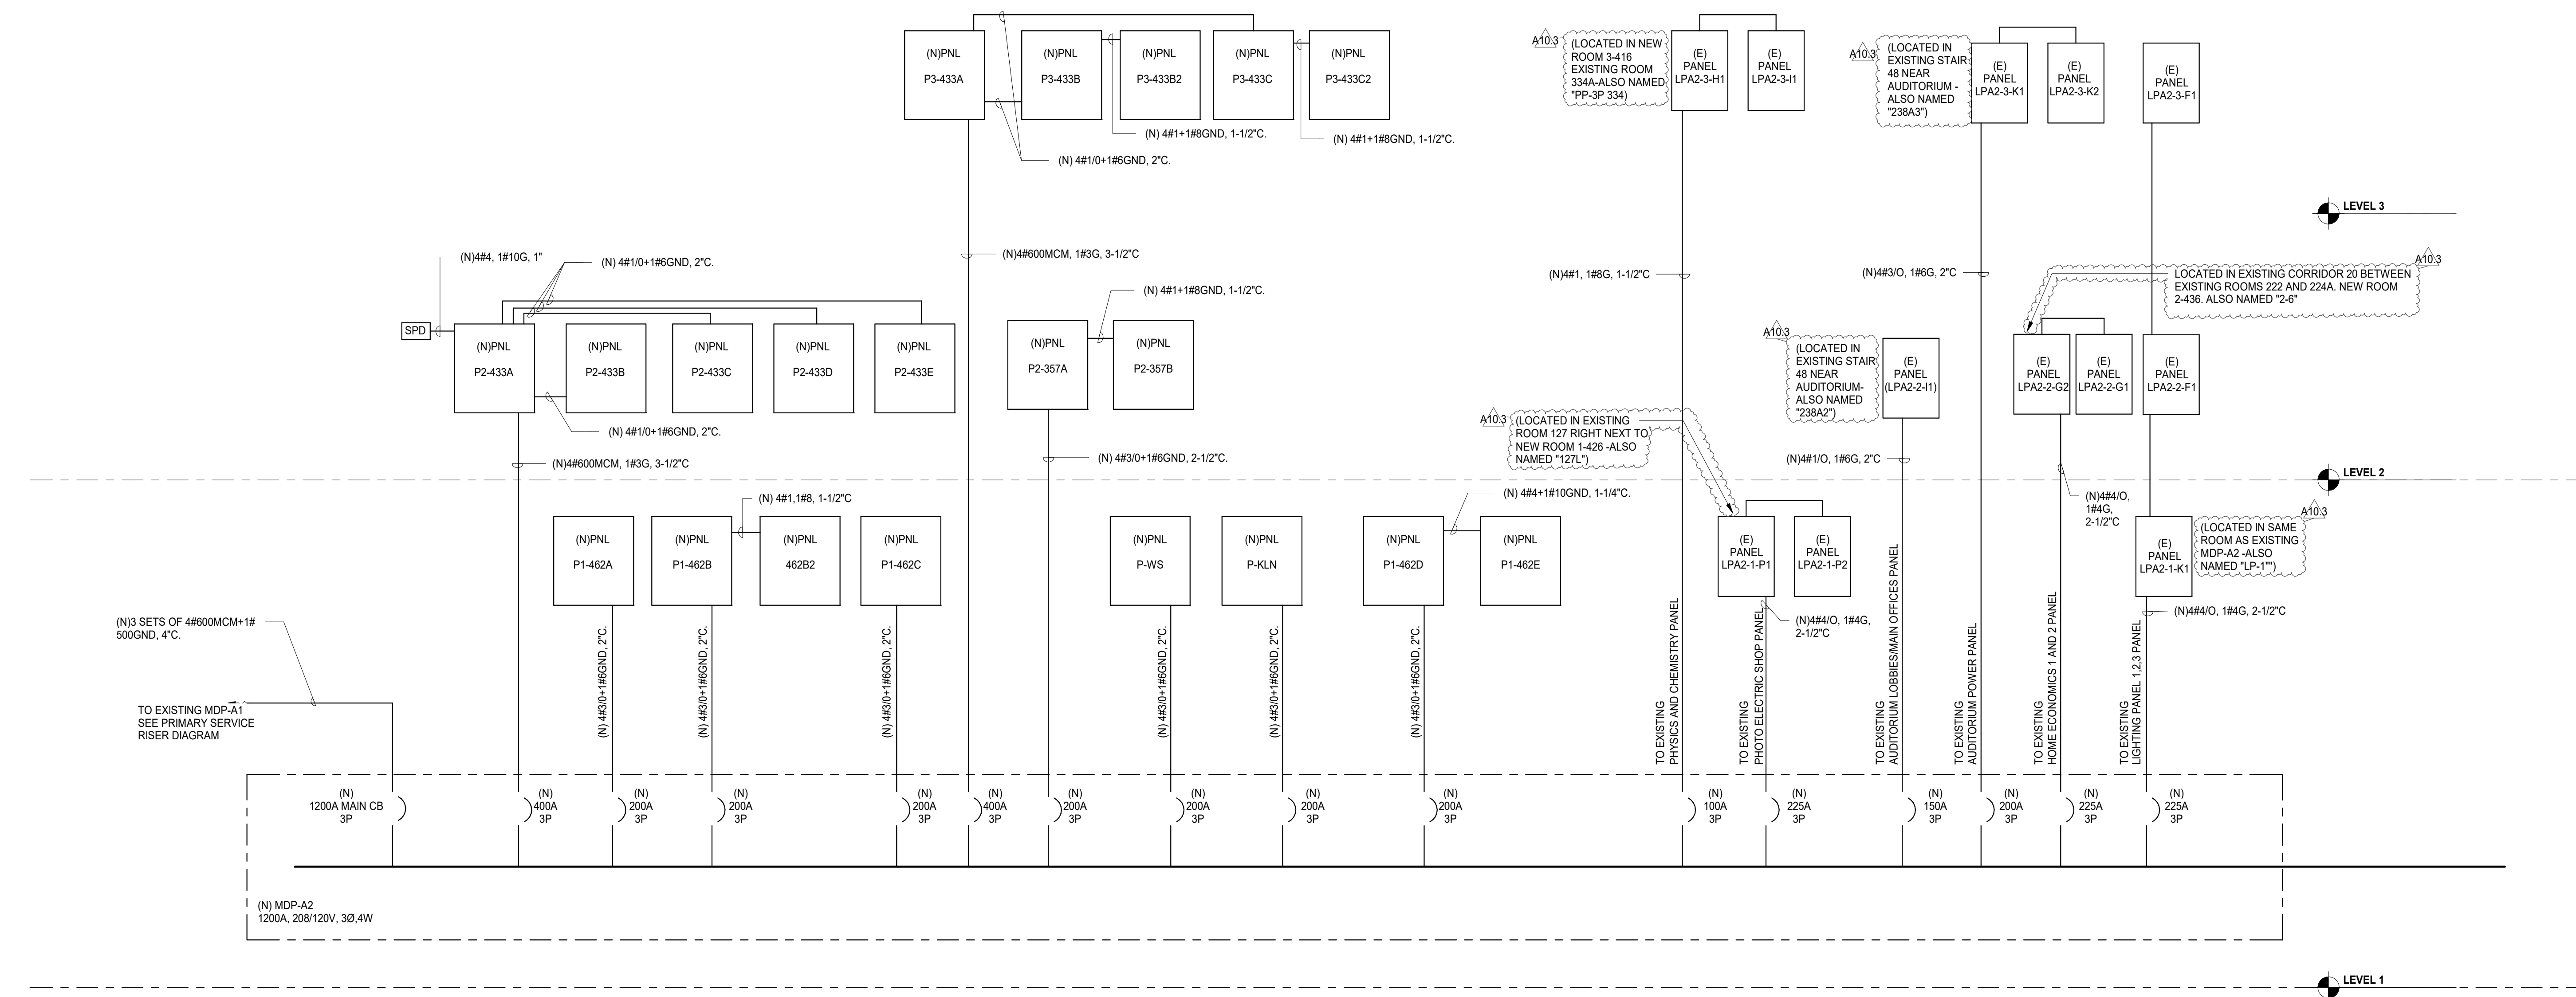 (N)PNL
P3-433A
(N)PNL
P3-433B
(N)PNL
P3-433B2
(N)PNL
P3-433C
(N)PNL
P3-433C2
(N) 4#1+1#8GND, 1-1/2"C.
(N) 4#1+1#8GND, 1-1/2"C.
(N) 4#1/0+1#6GND, 2"C.
A10.3
(LOCATED IN NEW
ROOM 3-416
EXISTING ROOM
334A-ALSO NAMED
"PP-3P 334)
(E)
PANEL
LPA2-3-H1
(E)
PANEL
LPA2-3-I1
A10.3
(LOCATED IN
EXISTING STAIR
48 NEAR
AUDITORIUM -
ALSO NAMED
"238A3")
(E)
PANEL
LPA2-3-K1
(E)
PANEL
LPA2-3-K2
(E)
PANEL
LPA2-3-F1
LEVEL 3
(N)4#4, 1#10G, 1"
(N) 4#1/0+1#6GND, 2"C.
(N)4#600MCM, 1#3G, 3-1/2"C
(N) 4#1+1#8GND, 1-1/2"C.
(N)4#1, 1#8G, 1-1/2"C
(N)4#3/O, 1#6G, 2"C
A10.3
LOCATED IN EXISTING CORRIDOR 20 BETWEEN
EXISTING ROOMS 222 AND 224A. NEW ROOM
2-436. ALSO NAMED "2-6"
SPD
(N)PNL
P2-433A
(N)PNL
P2-433B
(N)PNL
P2-433C
(N)PNL
P2-433D
(N)PNL
P2-433E
(N)PNL
P2-357A
(N)PNL
P2-357B
(N) 4#1/0+1#6GND, 2"C.
(N)4#600MCM, 1#3G, 3-1/2"C
(N) 4#3/0+1#6GND, 2-1/2"C.
A10.3
(LOCATED IN EXISTING
ROOM 127 RIGHT NEXT TO
NEW ROOM 1-426 -ALSO
NAMED "127L")
A10.3
(LOCATED IN
EXISTING STAIR
48 NEAR
AUDITORIUM-
ALSO NAMED
"238A2")
(E)
PANEL
(LPA2-2-I1)
(N)4#1/O, 1#6G, 2"C
(E)
PANEL
LPA2-2-G2
(E)
PANEL
LPA2-2-G1
(E)
PANEL
LPA2-2-F1
LEVEL 2
(N)PNL
P1-462A
(N)PNL
P1-462B
(N) 4#1,1#8, 1-1/2"C
(N)PNL
462B2
(N)PNL
P1-462C
(N)PNL
P-WS
(N)PNL
P-KLN
(N)PNL
P1-462D
(N) 4#4+1#10GND, 1-1/4"C.
(N)PNL
P1-462E
(E)
PANEL
LPA2-1-P1
(E)
PANEL
LPA2-1-P2
(N)4#4/O, 1#4G,
2-1/2"C
(N)4#4/O,
1#4G,
2-1/2"C
(E)
PANEL
LPA2-1-K1
A10.3
(LOCATED IN SAME
ROOM AS EXISTING
MDP-A2 -ALSO
NAMED "LP-1"")
(N)4#4/O, 1#4G, 2-1/2"C
(N)3 SETS OF 4#600MCM+1#
500GND, 4"C.
TO EXISTING MDP-A1
SEE PRIMARY SERVICE
RISER DIAGRAM
(N) 4#3/0+1#6GND, 2"C.
(N) 4#3/0+1#6GND, 2"C.
(N) 4#3/0+1#6GND, 2"C.
(N) 4#3/0+1#6GND, 2"C.
(N) 4#3/0+1#6GND, 2"C.
(N) 4#3/0+1#6GND, 2"C.
TO EXISTING
PHYSICS AND CHEMISTRY PANEL
TO EXISTING
PHOTO ELECTRIC SHOP PANEL
TO EXISTING
AUDITORIUM LOBBIES/MAIN OFFICES PANEL
TO EXISTING
AUDITORIUM POWER PANEL
TO EXISTING
HOME ECONOMICS 1 AND 2 PANEL
TO EXISTING
LIGHTING PANEL 1,2,3 PANEL
(N)
1200A MAIN CB
3P
(N)
400A
3P
(N)
200A
3P
(N)
200A
3P
(N)
200A
3P
(N)
400A
3P
(N)
200A
3P
(N)
200A
3P
(N)
200A
3P
(N)
200A
3P
(N)
100A
3P
(N)
225A
3P
(N)
150A
3P
(N)
200A
3P
(N)
225A
3P
(N)
225A
3P
(N) MDP-A2
1200A, 208/120V, 3Ø,4W
LEVEL 1